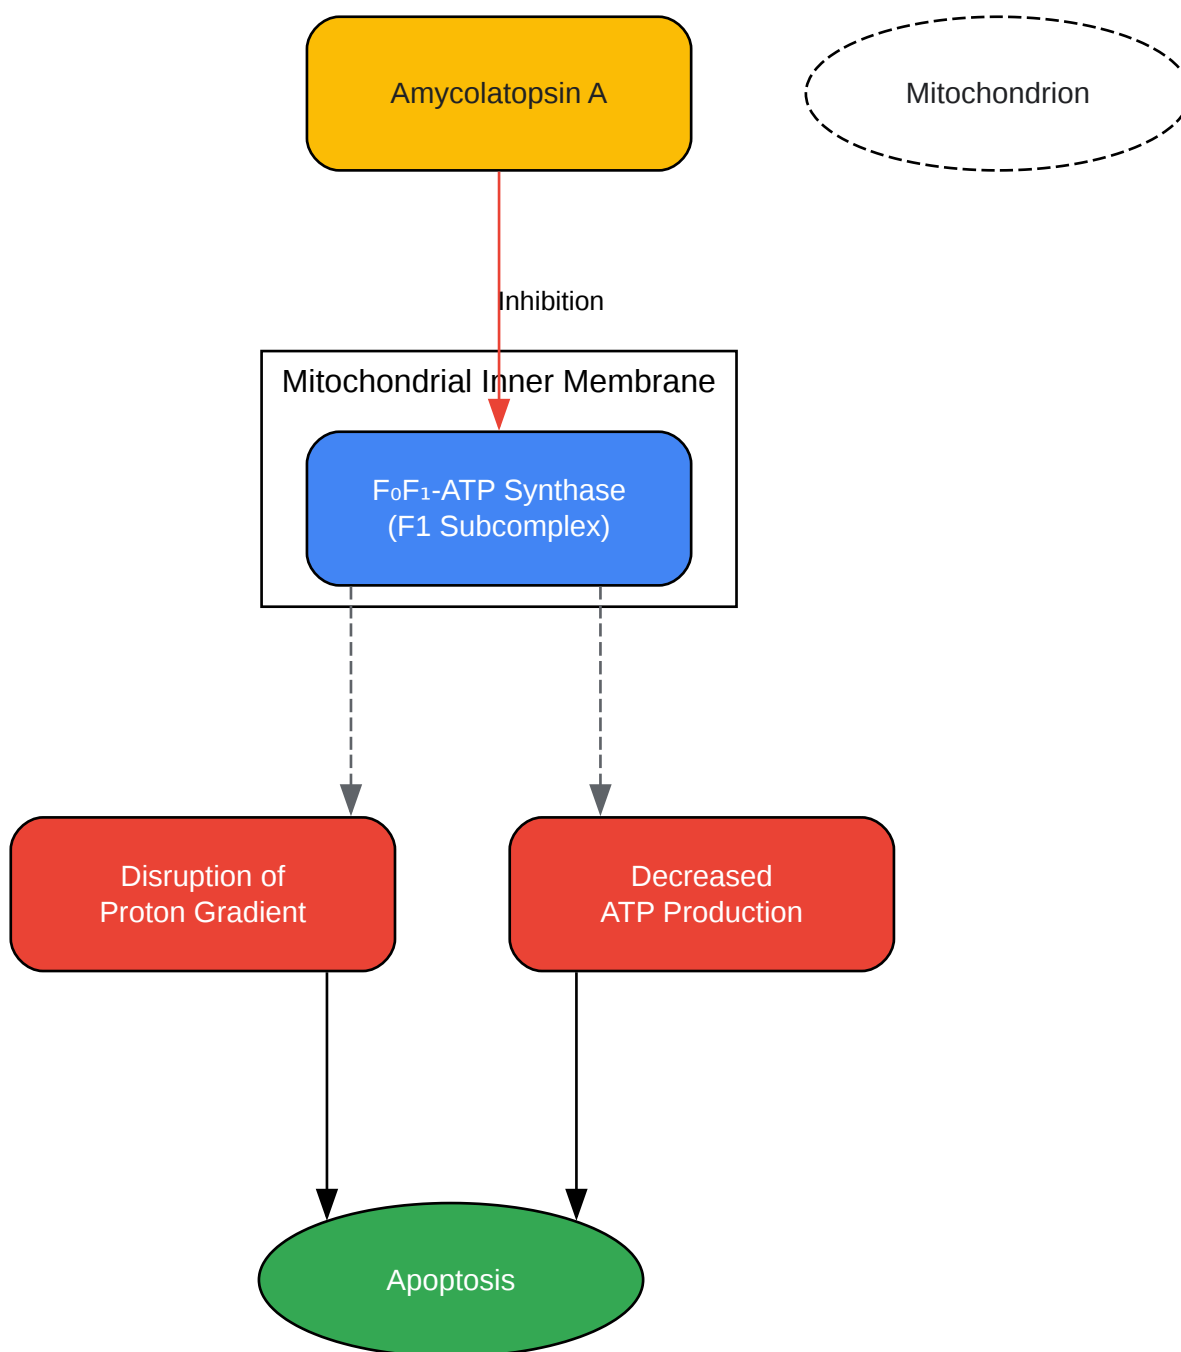 Amycolatopsin A
Mitochondrion
Inhibition
Mitochondrial Inner Membrane
F₀F₁-ATP Synthase
(F1 Subcomplex)
Disruption of
Proton Gradient
Decreased
ATP Production
Apoptosis